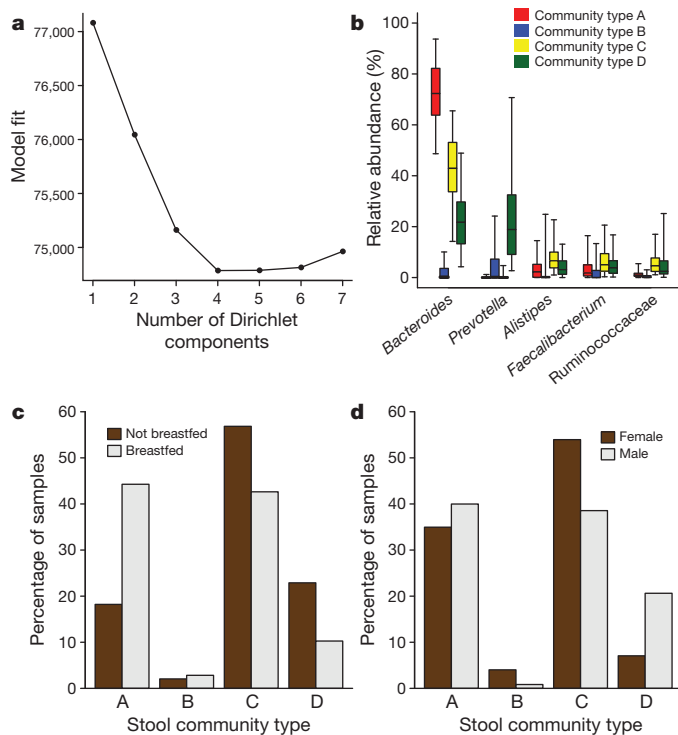 a
77,000
76,500
76,000
75,500
75,000
Model fit
1 2 3 4 5 6 7
Number of Dirichlet
components
b
Community type A
Community type B
Community type C
Community type D
100
80
60
40
20
0
Relative abundance (%)
Bacteroides
Prevotella
Alistipes
Faecalibacterium
Ruminococcaceae
c
Not breastfed
Breastfed
60
50
40
30
20
10
0
Percentage of samples
A B C D
Stool community type
d
Female
Male
60
50
40
30
20
10
0
Percentage of samples
A B C D
Stool community type